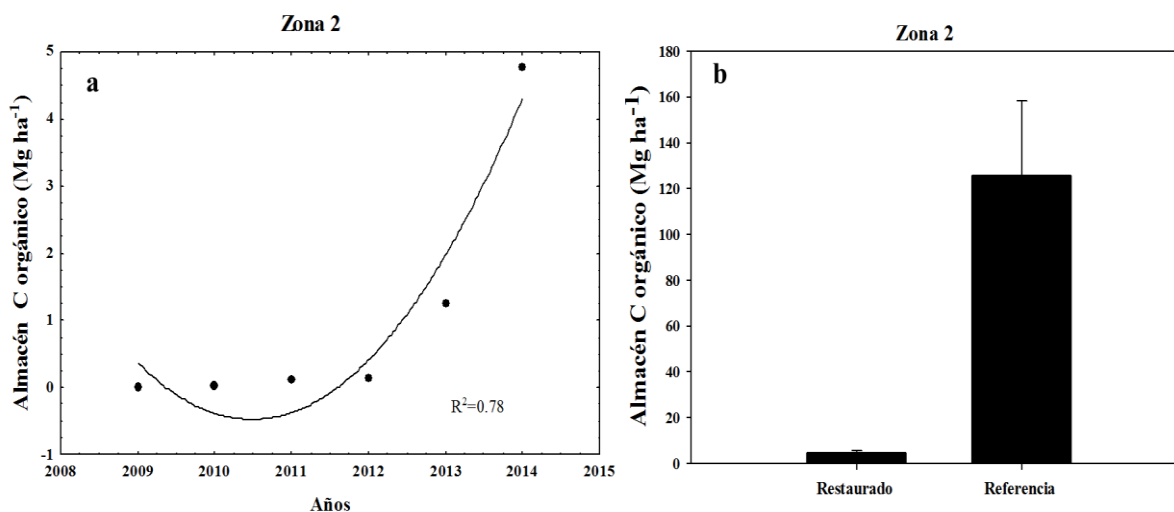 Zona 2
a
Almacén C orgánico (Mg ha⁻¹)
5
4
3
2
1
0
-1
R²=0.78
2008 2009 2010 2011 2012 2013 2014 2015
Años
Zona 2
b
Almacén C orgánico (Mg ha⁻¹)
180
160
140
120
100
80
60
40
20
0
Restaurado Referencia